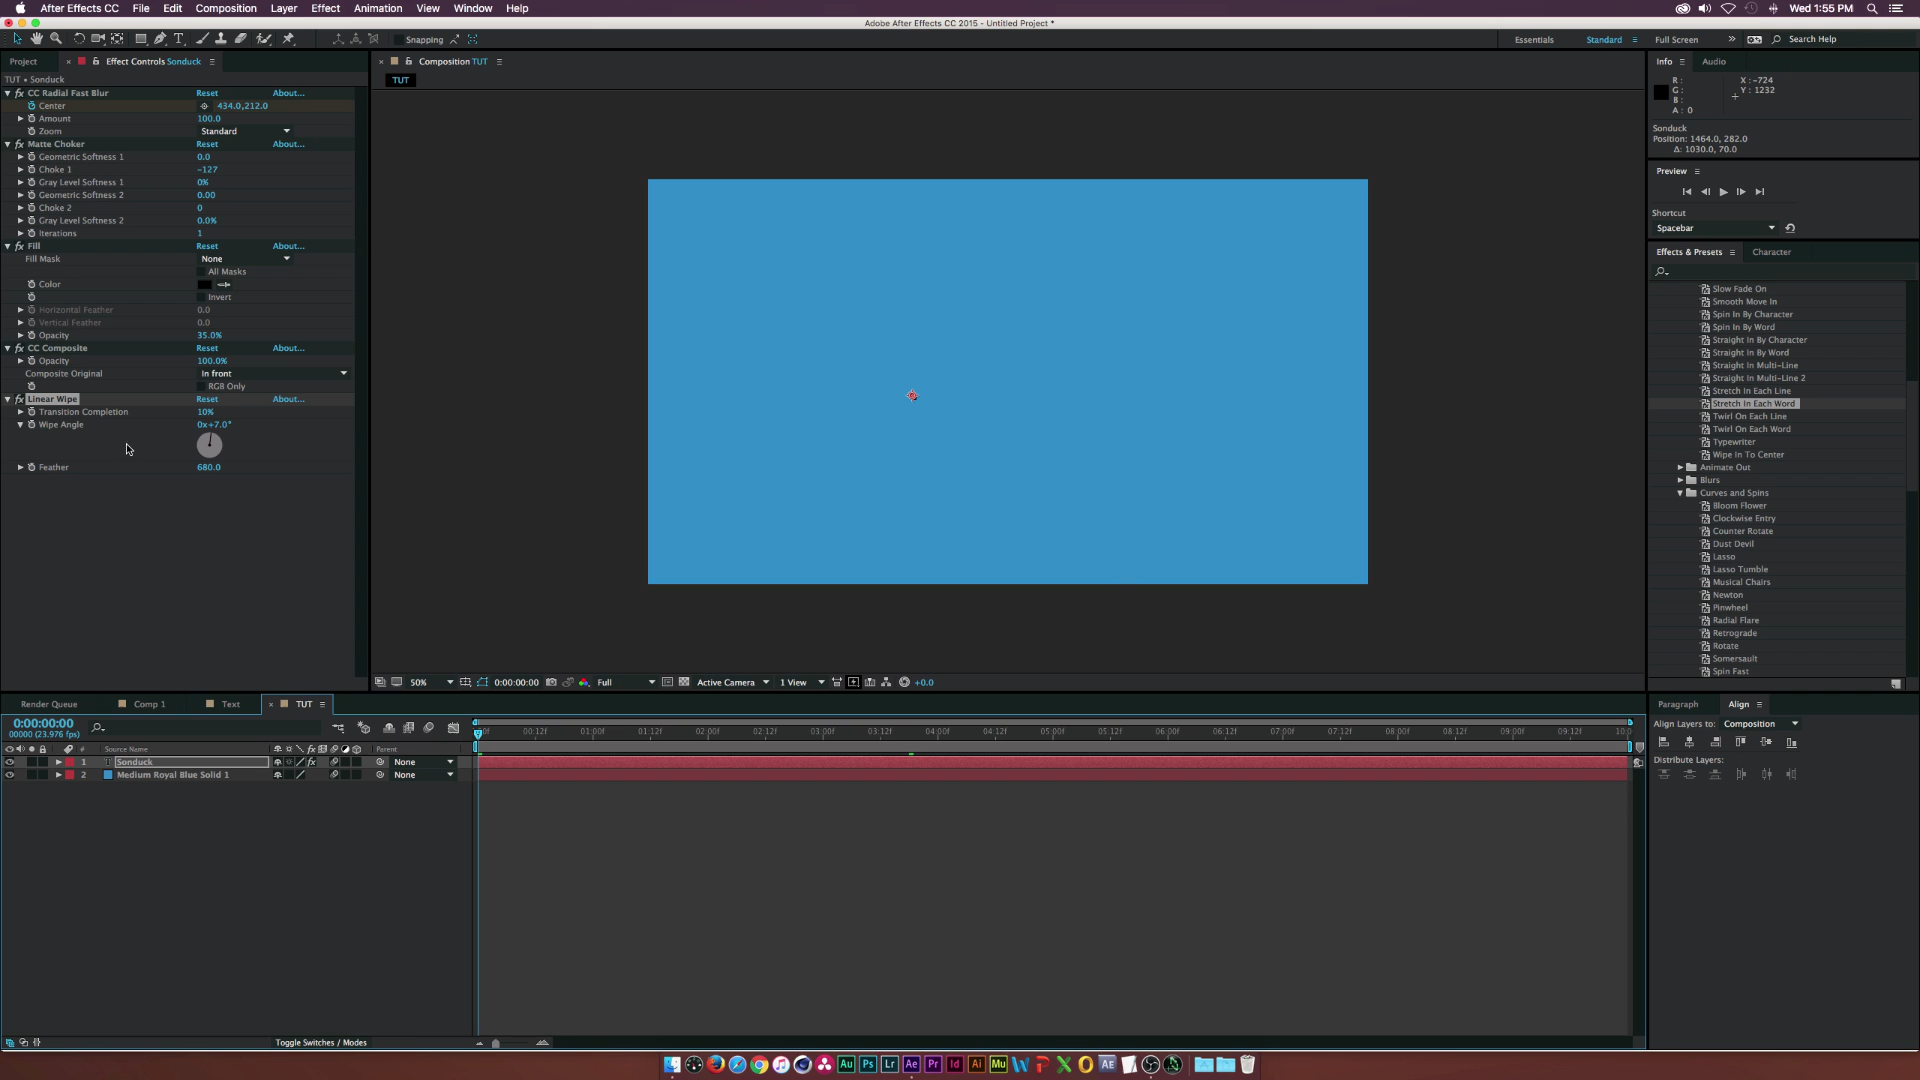 After Effects CC File Edit Composition Layer Effect Animation View Window Help Wed 1:55 PM
Adobe After Effects CC 2015 - Untitled Project *
Snapping Essentials Standard Full Screen Search Help
Project Effect Controls Sonduck
TUT • Sonduck
CC Radial Fast Blur Reset About...
Center 434.0,212.0
Amount 100.0
Zoom Standard
Matte Choker Reset About...
Geometric Softness 1 0.0
Choke 1 -127
Gray Level Softness 1 0%
Geometric Softness 2 0.00
Choke 2 0
Gray Level Softness 2 0.0%
Iterations 1
Fill Reset About...
Fill Mask None
All Masks
Color
Invert
Horizontal Feather 0.0
Vertical Feather 0.0
Opacity 35.0%
CC Composite Reset About...
Opacity 100.0%
Composite Original In front
RGB Only
Linear Wipe Reset About...
Transition Completion 10%
Wipe Angle 0x+7.0°
Feather 680.0
Composition TUT
TUT
50% 0:00:00:00 Full Active Camera 1 View +0.0
Info Audio
R : X : -724
G : Y : 1232
B :
A : 0
Sonduck
Position: 1464.0, 282.0
Δ: 1030.0, 70.0
Preview
Shortcut
Spacebar
Effects & Presets Character
Slow Fade On
Smooth Move In
Spin In By Character
Spin In By Word
Straight In By Character
Straight In By Word
Straight In Multi-Line
Straight In Multi-Line 2
Stretch In Each Line
Stretch In Each Word
Twirl On Each Line
Twirl On Each Word
Typewriter
Wipe In To Center
Animate Out
Blurs
Curves and Spins
Bloom Flower
Clockwise Entry
Counter Rotate
Dust Devil
Lasso
Lasso Tumble
Musical Chairs
Newton
Pinwheel
Radial Flare
Retrograde
Rotate
Somersault
Spin Fast
Render Queue Comp 1 Text TUT
0:00:00:00
00000 (23.976 fps)
00:12f 01:00f 01:12f 02:00f 02:12f 03:00f 03:12f 04:00f 04:12f 05:00f 05:12f 06:00f 06:12f 07:00f 07:12f 08:00f 08:12f 09:00f 09:12f 10:0
# Source Name Parent
1 T Sonduck None
2 Medium Royal Blue Solid 1 None
Toggle Switches / Modes
Paragraph Align
Align Layers to: Composition
Distribute Layers:
Au Ps Lr Ae Pr Id Ai Mu AE